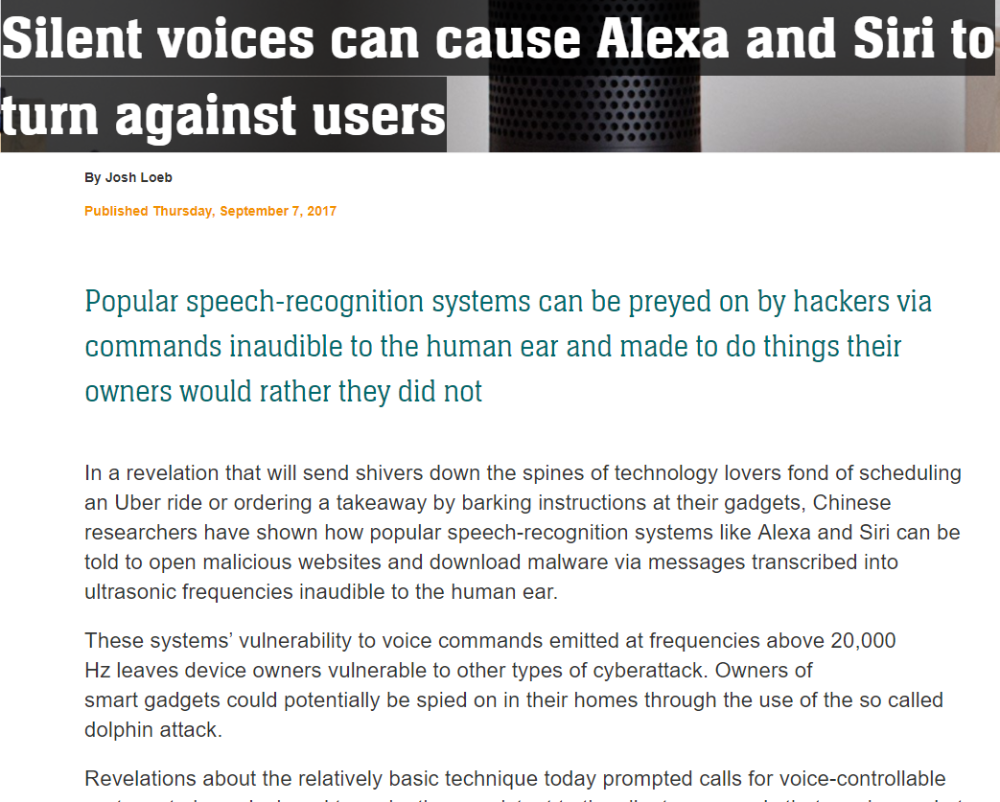 Silent voices can cause Alexa and Siri to
turn against users
By Josh Loeb
Published Thursday, September 7, 2017
Popular speech-recognition systems can be preyed on by hackers via
commands inaudible to the human ear and made to do things their
owners would rather they did not
In a revelation that will send shivers down the spines of technology lovers fond of scheduling
an Uber ride or ordering a takeaway by barking instructions at their gadgets, Chinese
researchers have shown how popular speech-recognition systems like Alexa and Siri can be
told to open malicious websites and download malware via messages transcribed into
ultrasonic frequencies inaudible to the human ear.
These systems’ vulnerability to voice commands emitted at frequencies above 20,000
Hz leaves device owners vulnerable to other types of cyberattack. Owners of
smart gadgets could potentially be spied on in their homes through the use of the so called
dolphin attack.
Revelations about the relatively basic technique today prompted calls for voice-controllable